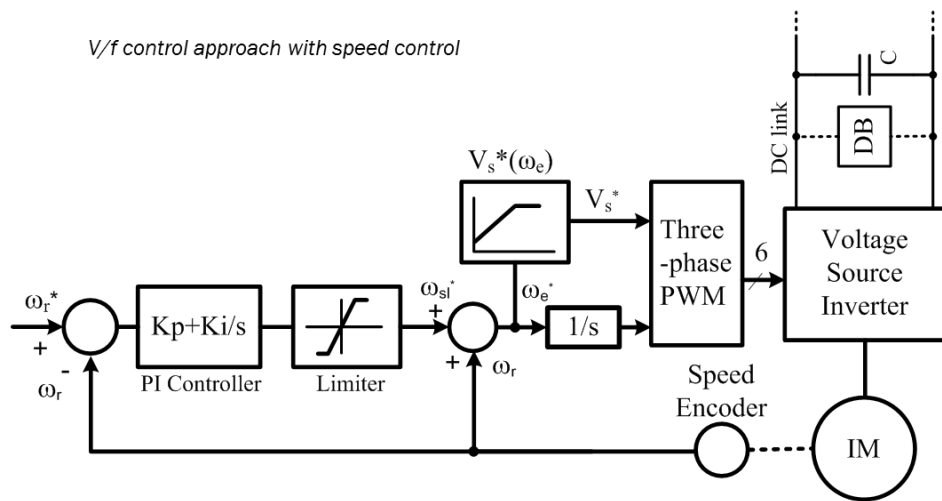 V/f control approach with speed control
C
DC link
DB
Vs*(ωe)
Vs*
Three
-phase
PWM
6
Voltage
Source
Inverter
ωr*
+
-
ωr
Kp+Ki/s
PI Controller
Limiter
ωsl*
+
+
ωr
ωe*
1/s
Speed
Encoder
IM